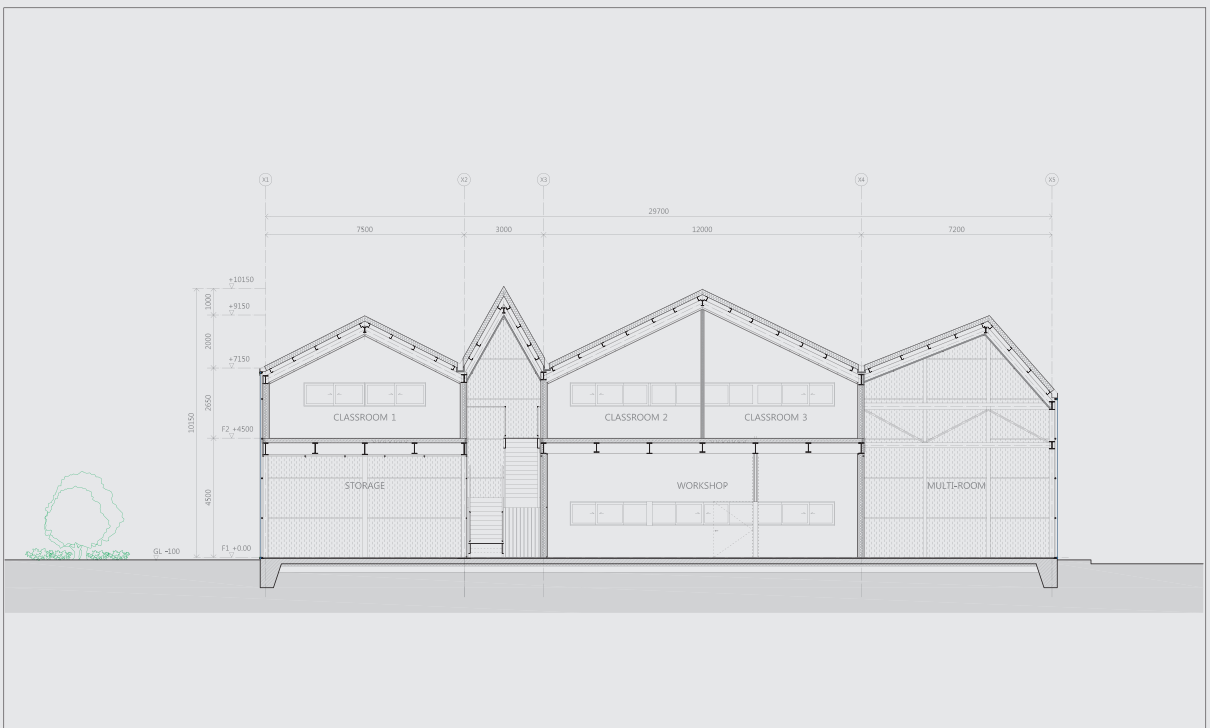 X1 X2 X3 X4 X5
29700
7500 3000 12000 7200
+10150
1000
+9150
2000
+7150
2650
10150
F2 +4500
4500
F1 +0.00
GL -100
CLASSROOM 1 CLASSROOM 2 CLASSROOM 3
STORAGE WORKSHOP MULTI-ROOM